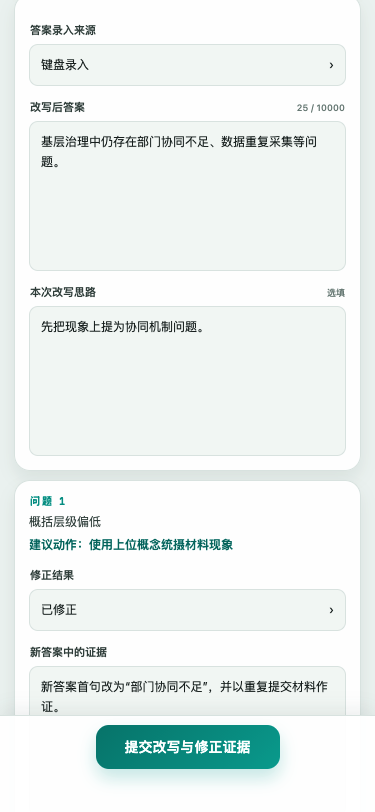 答案录入来源
键盘录入 ›
改写后答案 25 / 10000
基层治理中仍存在部门协同不足、数据重复采集等问
题。
本次改写思路 选填
先把现象上提为协同机制问题。
问题 1
概括层级偏低
建议动作：使用上位概念统摄材料现象
修正结果
已修正 ›
新答案中的证据
新答案首句改为“部门协同不足”，并以重复提交材料作
证。
提交改写与修正证据